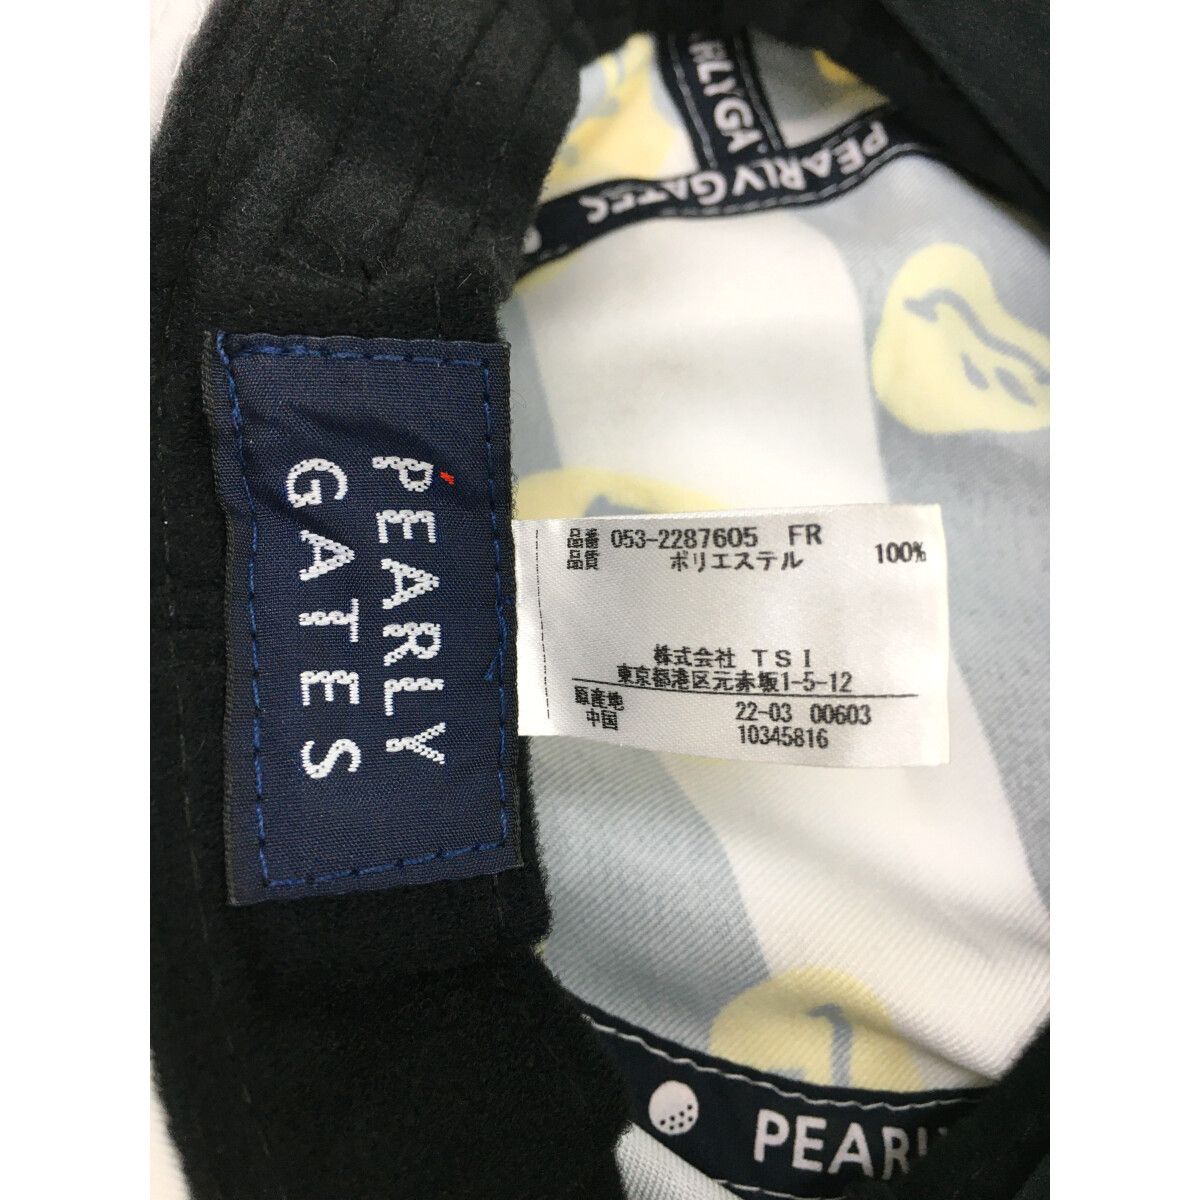 RLYGA
PEARLYGATES
PEARLY
GATES
品番 053-2287605 FR
品質 ポリエステル 100%
株式会社 TSI
東京都港区元赤坂1-5-12
原産地 22-03 00603
中国 10345816
PEARLY